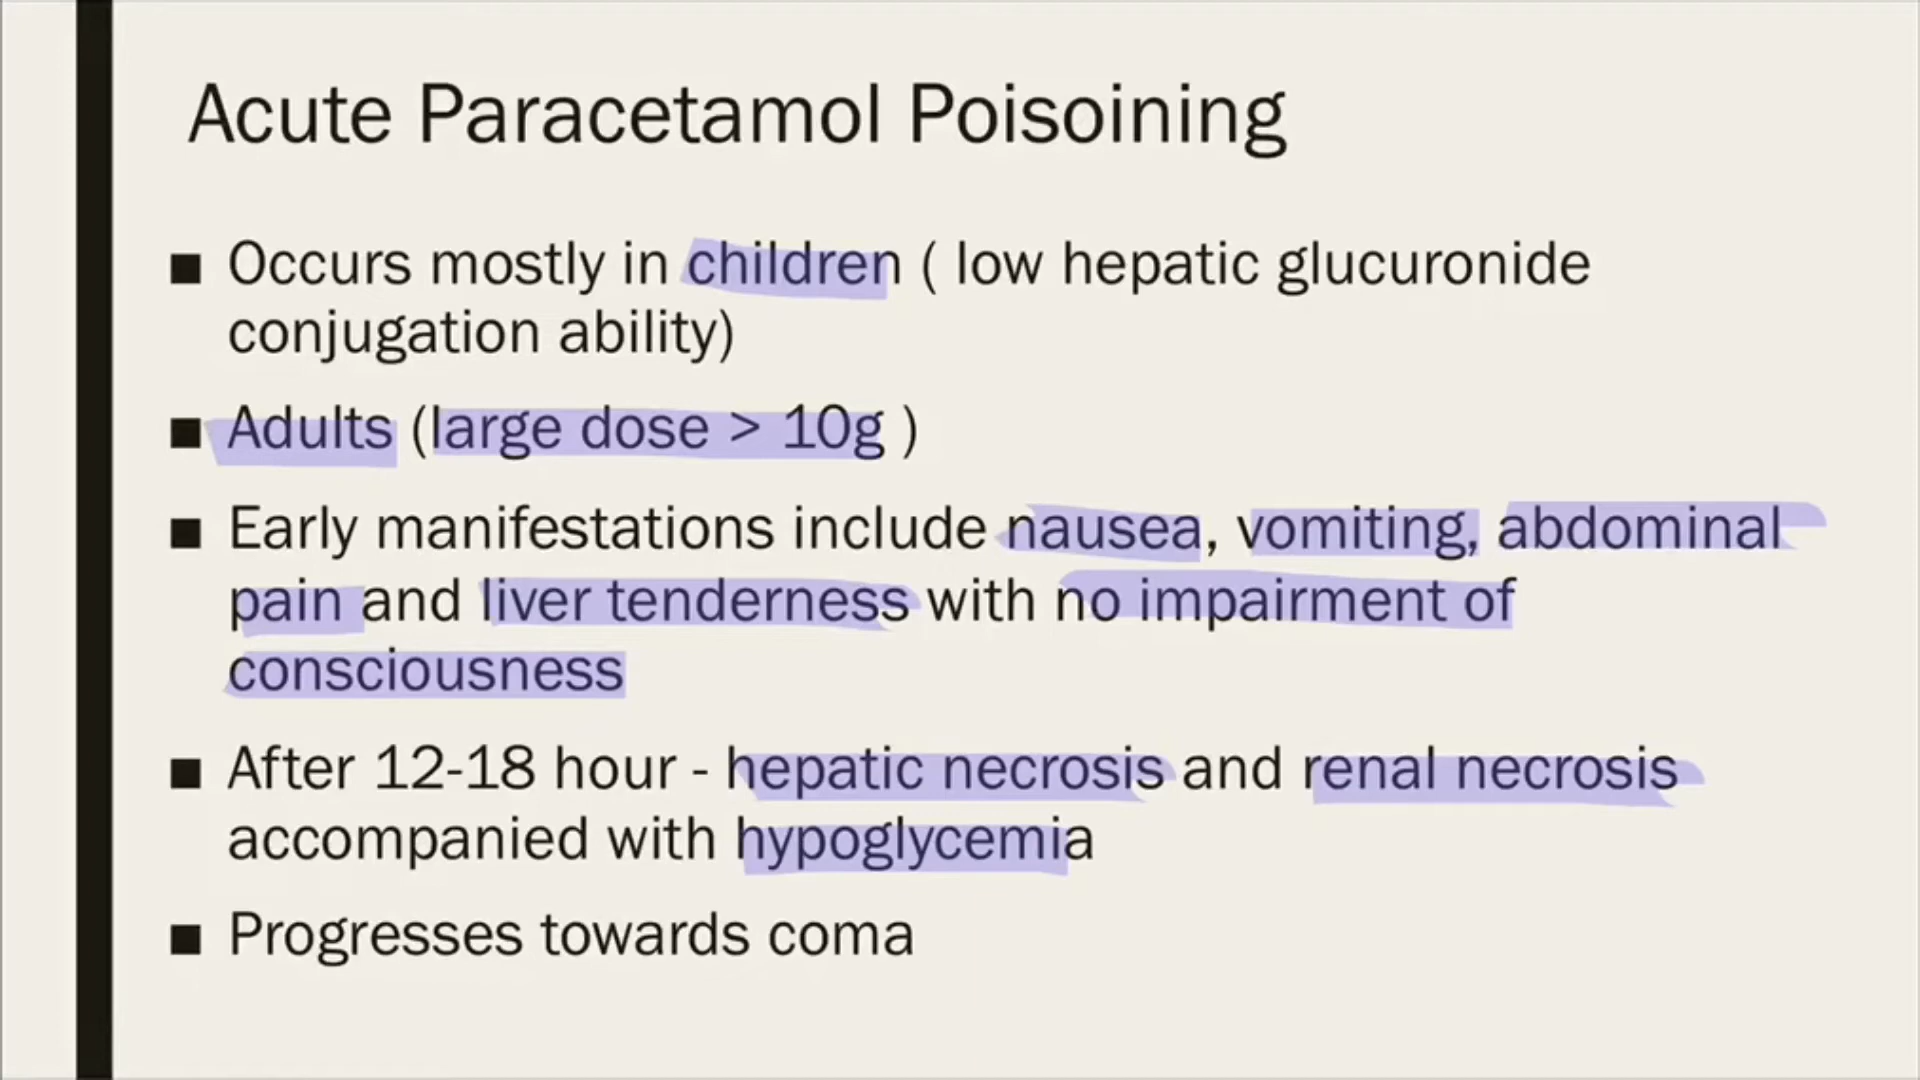 Acute Paracetamol Poisoining
■ Occurs mostly in children ( low hepatic glucuronide
conjugation ability)
■ Adults (large dose > 10g )
■ Early manifestations include nausea, vomiting, abdominal
pain and liver tenderness with no impairment of
consciousness
■ After 12-18 hour - hepatic necrosis and renal necrosis
accompanied with hypoglycemia
■ Progresses towards coma